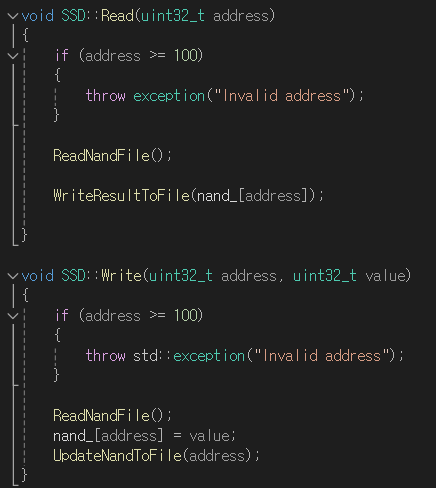 void SSD::Read(uint32_t address)
{
    if (address >= 100)
    {
        throw exception("Invalid address");
    }

    ReadNandFile();

    WriteResultToFile(nand_[address]);

}

void SSD::Write(uint32_t address, uint32_t value)
{
    if (address >= 100)
    {
        throw std::exception("Invalid address");
    }

    ReadNandFile();
    nand_[address] = value;
    UpdateNandToFile(address);
}